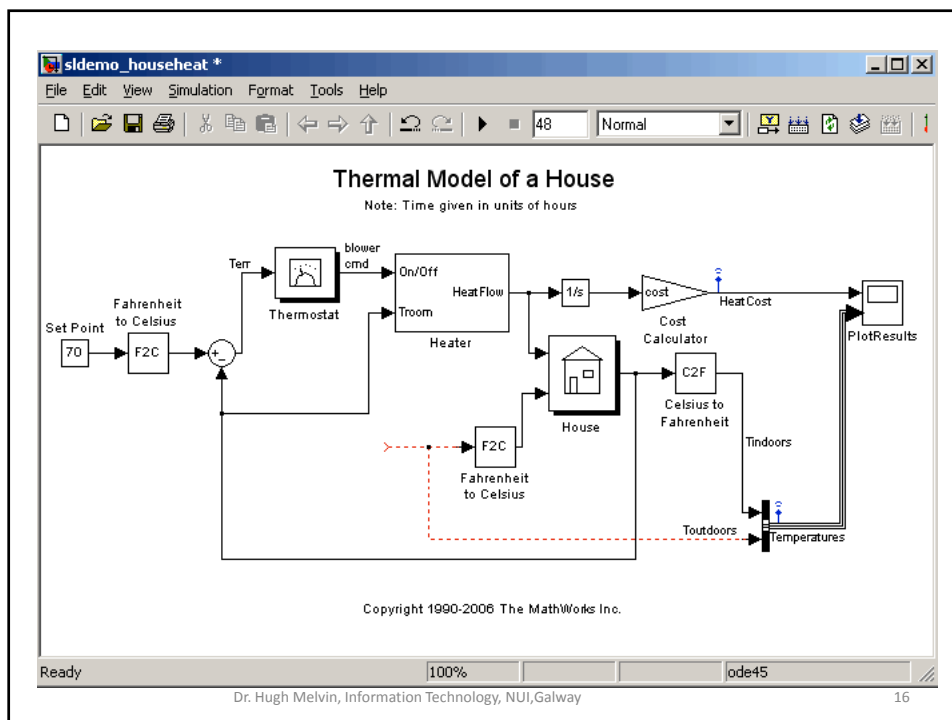 sldemo_househeat *
File Edit View Simulation Format Tools Help
48 Normal
Thermal Model of a House
Note: Time given in units of hours
Set Point
70
Fahrenheit
to Celsius
F2C
+-
Terr
Thermostat
blower
cmd
On/Off
HeatFlow
Troom
Heater
1/s
cost
Cost
Calculator
HeatCost
PlotResults
House
C2F
Celsius to
Fahrenheit
Tindoors
F2C
Fahrenheit
to Celsius
Toutdoors
Temperatures
Copyright 1990-2006 The MathWorks Inc.
Ready 100% ode45
Dr. Hugh Melvin, Information Technology, NUI,Galway 16